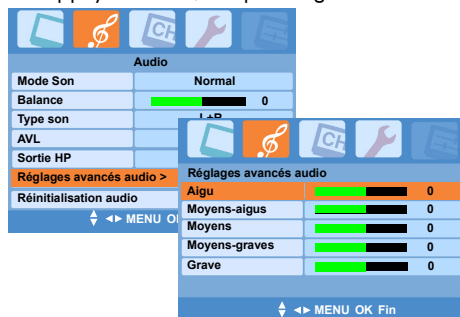 Audio
Mode Son Normal
Balance 0
Type son
AVL
Sortie HP
Réglages avancés audio >
Réinitialisation audio
MENU
Réglages avancés audio
Aigu 0
Moyens-aigus 0
Moyens 0
Moyens-graves 0
Grave 0
MENU OK Fin